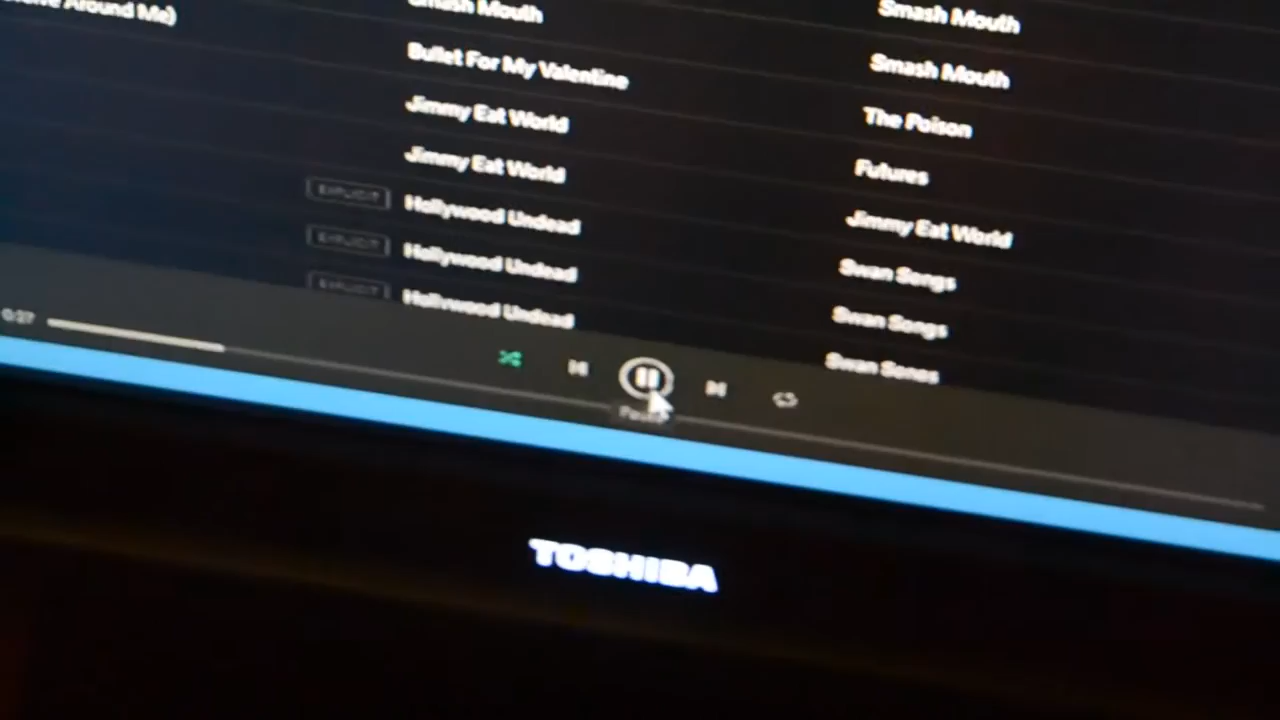 Around Me)
Smash Mouth Smash Mouth
Bullet For My Valentine Smash Mouth
Jimmy Eat World The Poison
Jimmy Eat World Futures
EXPLICIT Hollywood Undead Jimmy Eat World
EXPLICIT Hollywood Undead Swan Songs
EXPLICIT Hollywood Undead Swan Songs
Swan Songs
0:27
Pause
TOSHIBA